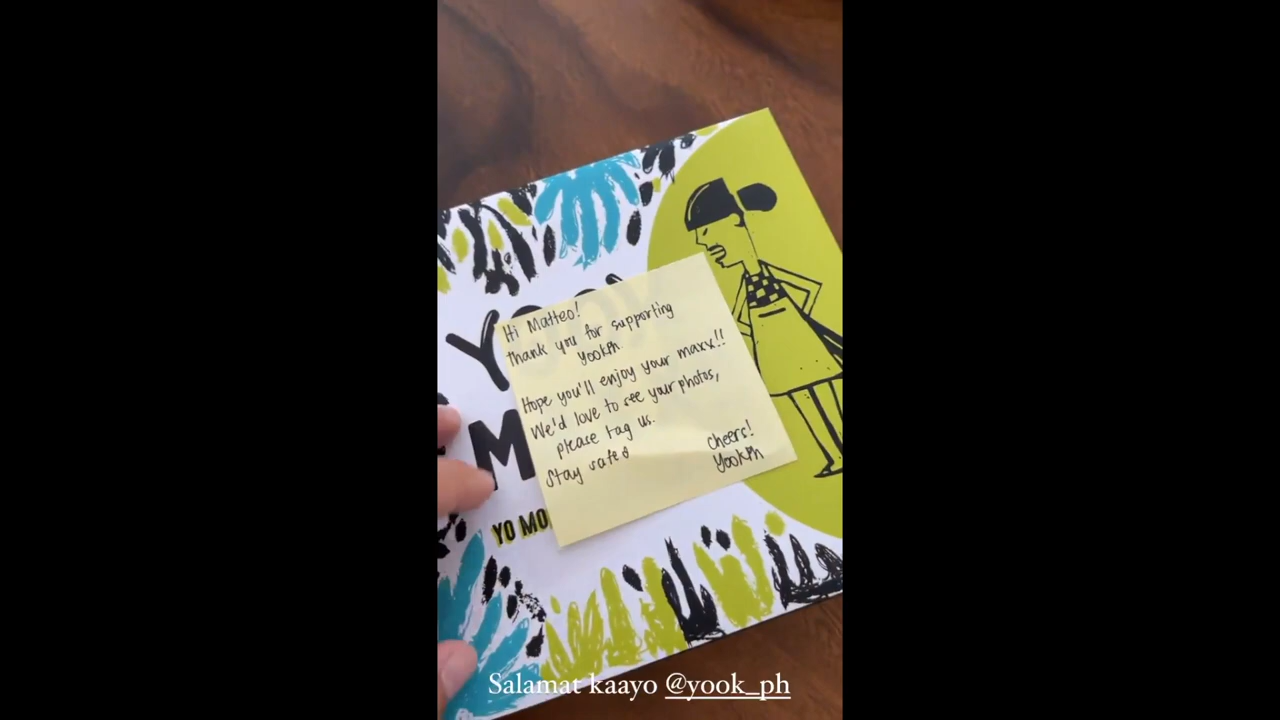 Hi Matteo!
thank you for supporting
YookPh
Hope you'll enjoy your maxx!!
We'd love to see your photos,
please tag us.
Stay safe
Cheers!
YookPh
YO MO
Salamat kaayo @yook_ph